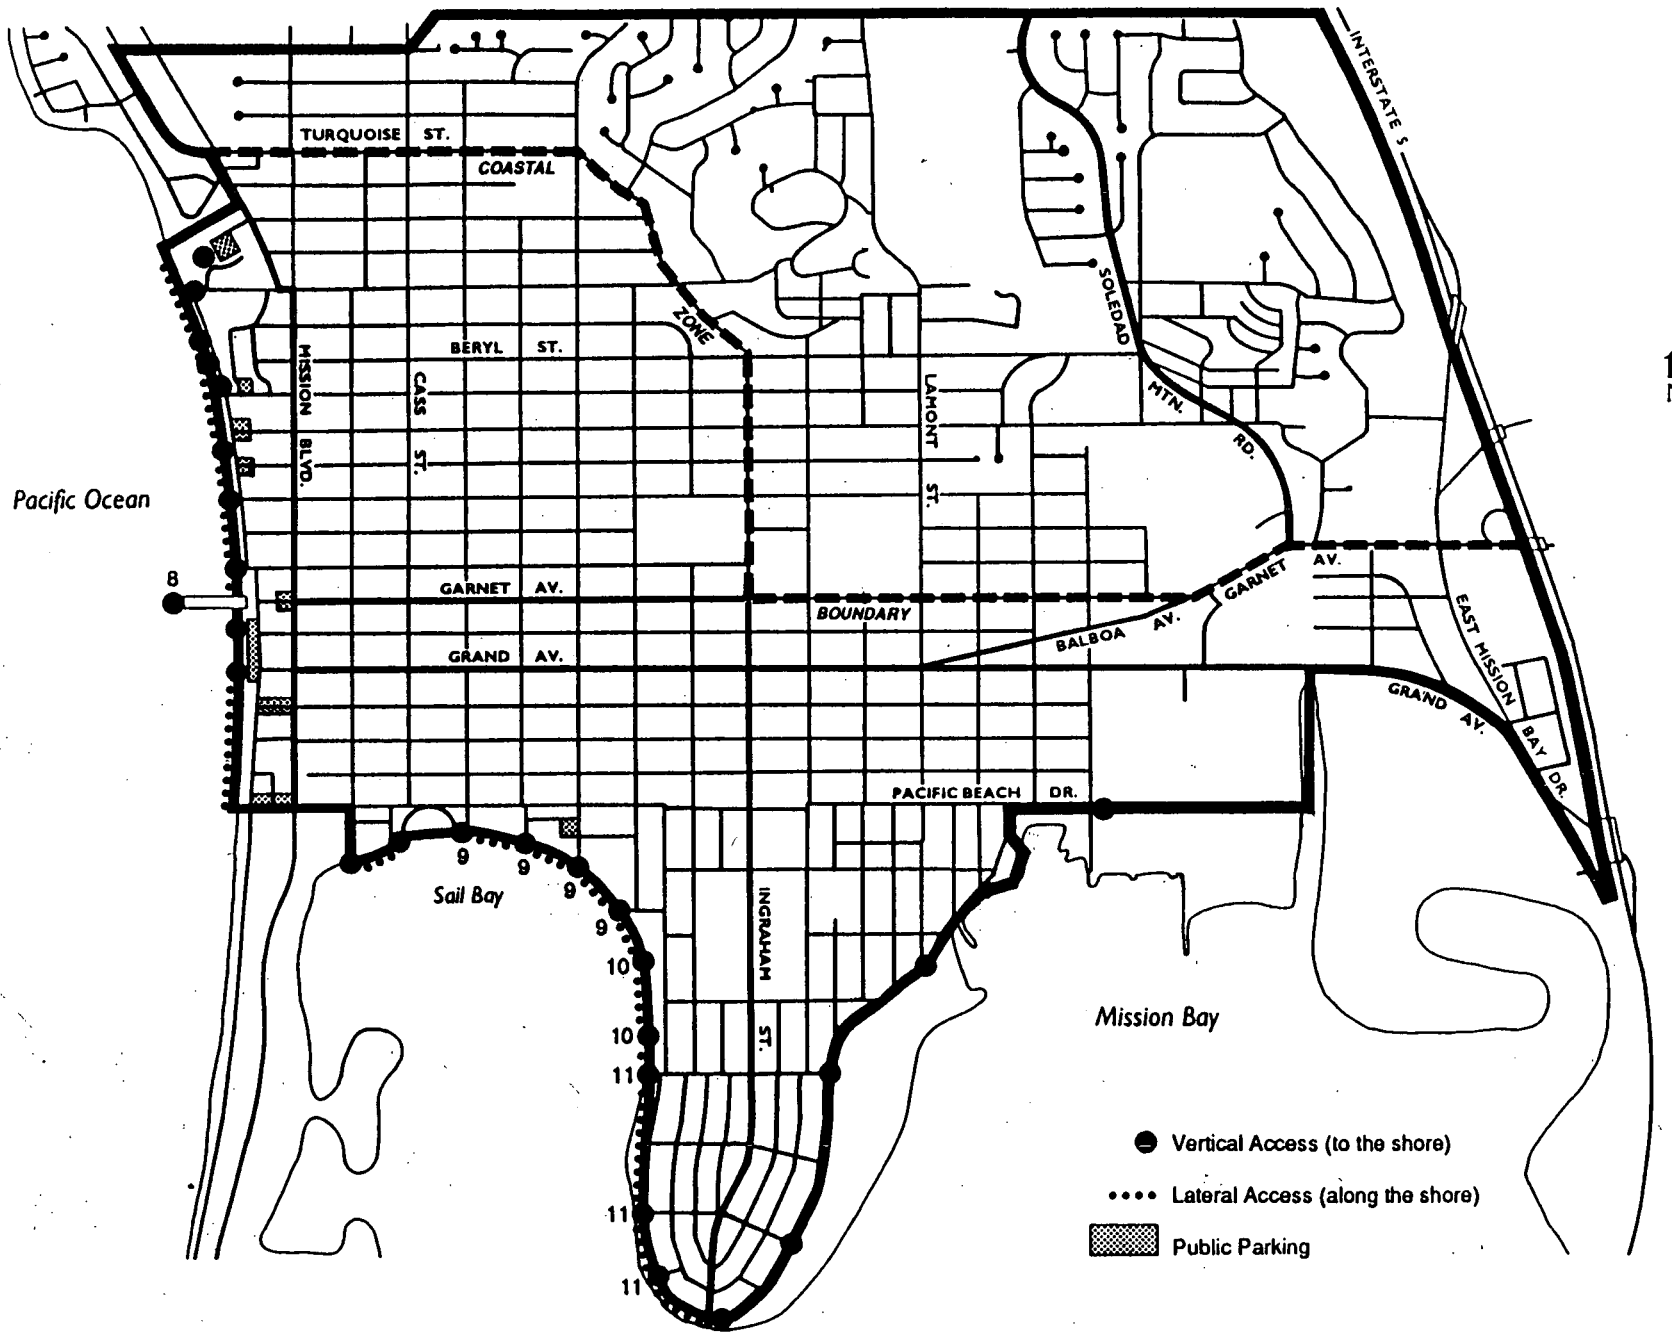 INTERSTATE 5
TURQUOISE ST.
COASTAL
ZONE
SOLEDAD
MTN.
RD.
BERYL ST.
MISSION BLVD.
CASS ST.
LAMONT ST.
Pacific Ocean
8
GARNET AV.
BOUNDARY
GARNET AV.
BALBOA AV.
EAST MISSION
BAY
DR.
GRAND AV.
GRAND AV.
PACIFIC BEACH DR.
9
9
9
9
Sail Bay
INGRAHAM ST.
10
10
11
11
11
Mission Bay
Vertical Access (to the shore)
Lateral Access (along the shore)
Public Parking